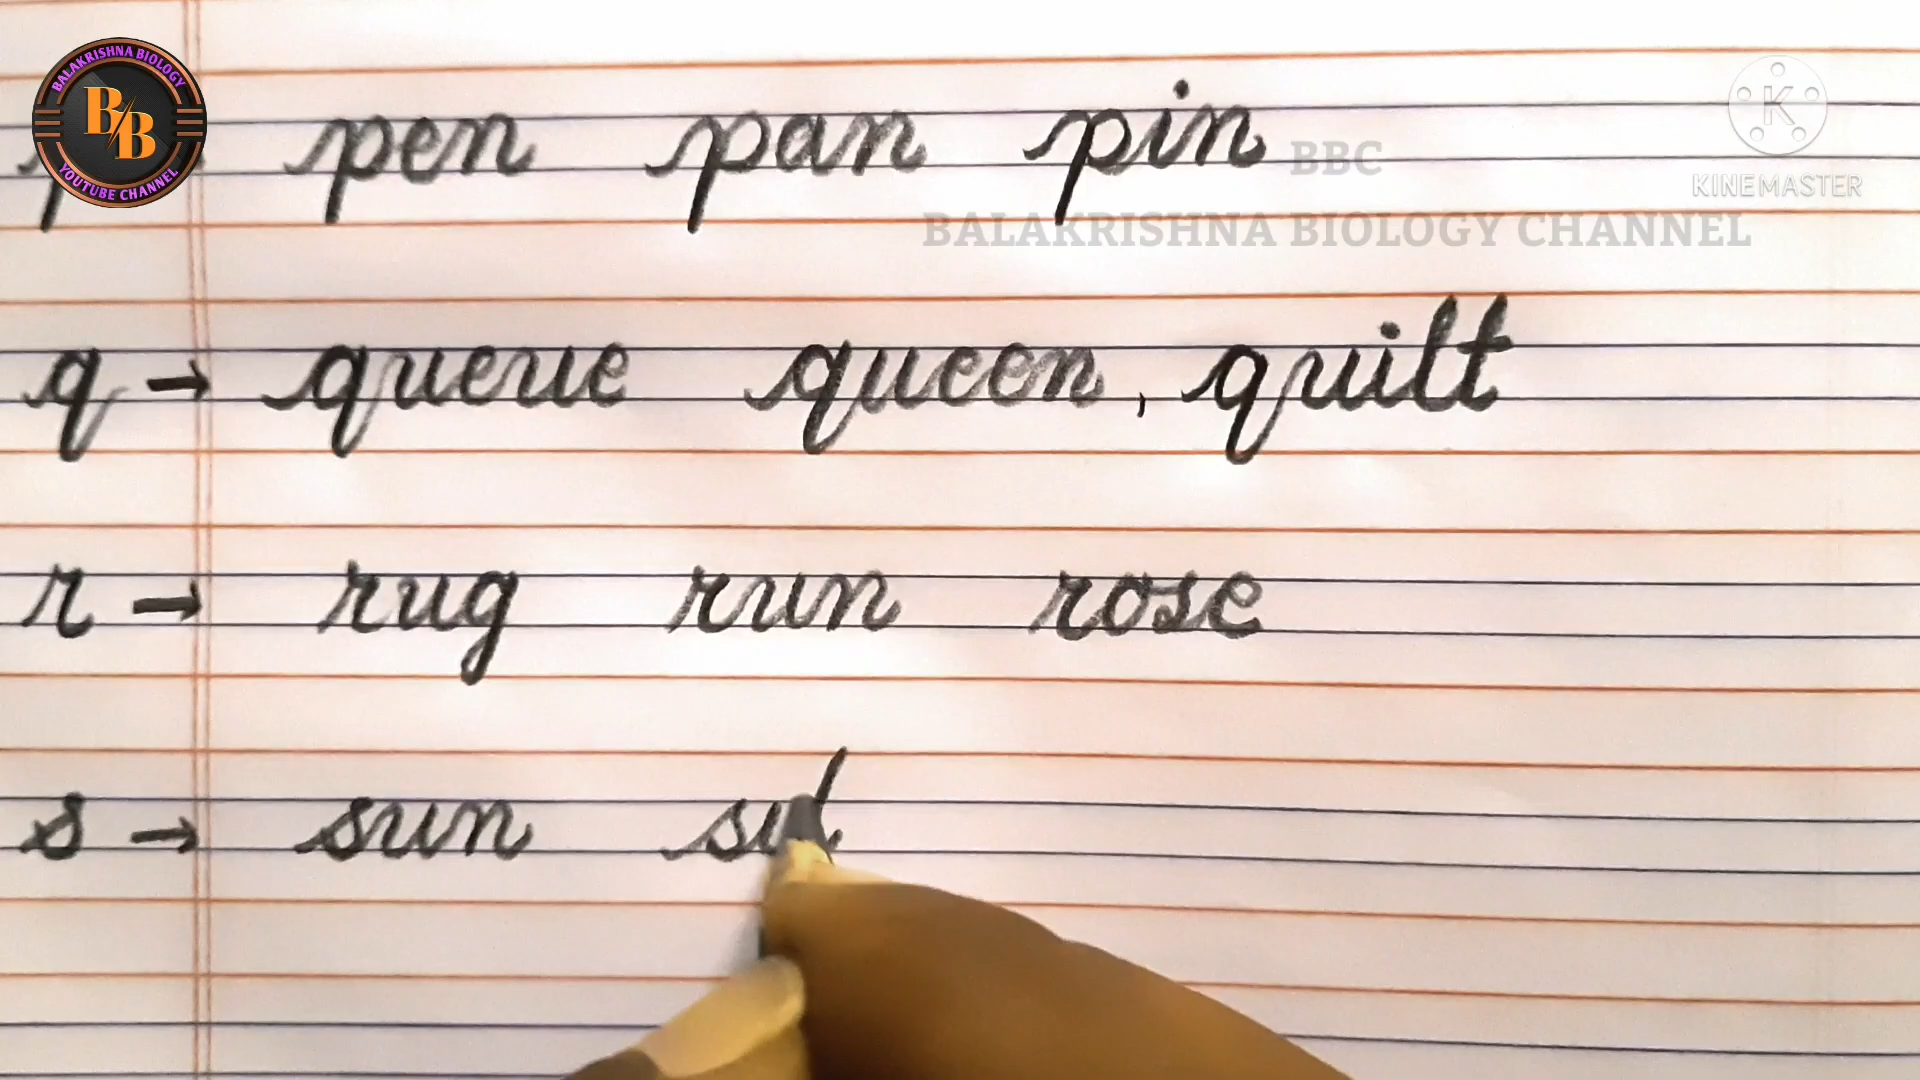 BALAKRISHNA BIOLOGY
BB
YOUTUBE CHANNEL
pen pan pin
BBC
KINEMASTER
BALAKRISHNA BIOLOGY CHANNEL
q → queue queen, quilt
r → rug run rose
s → sun